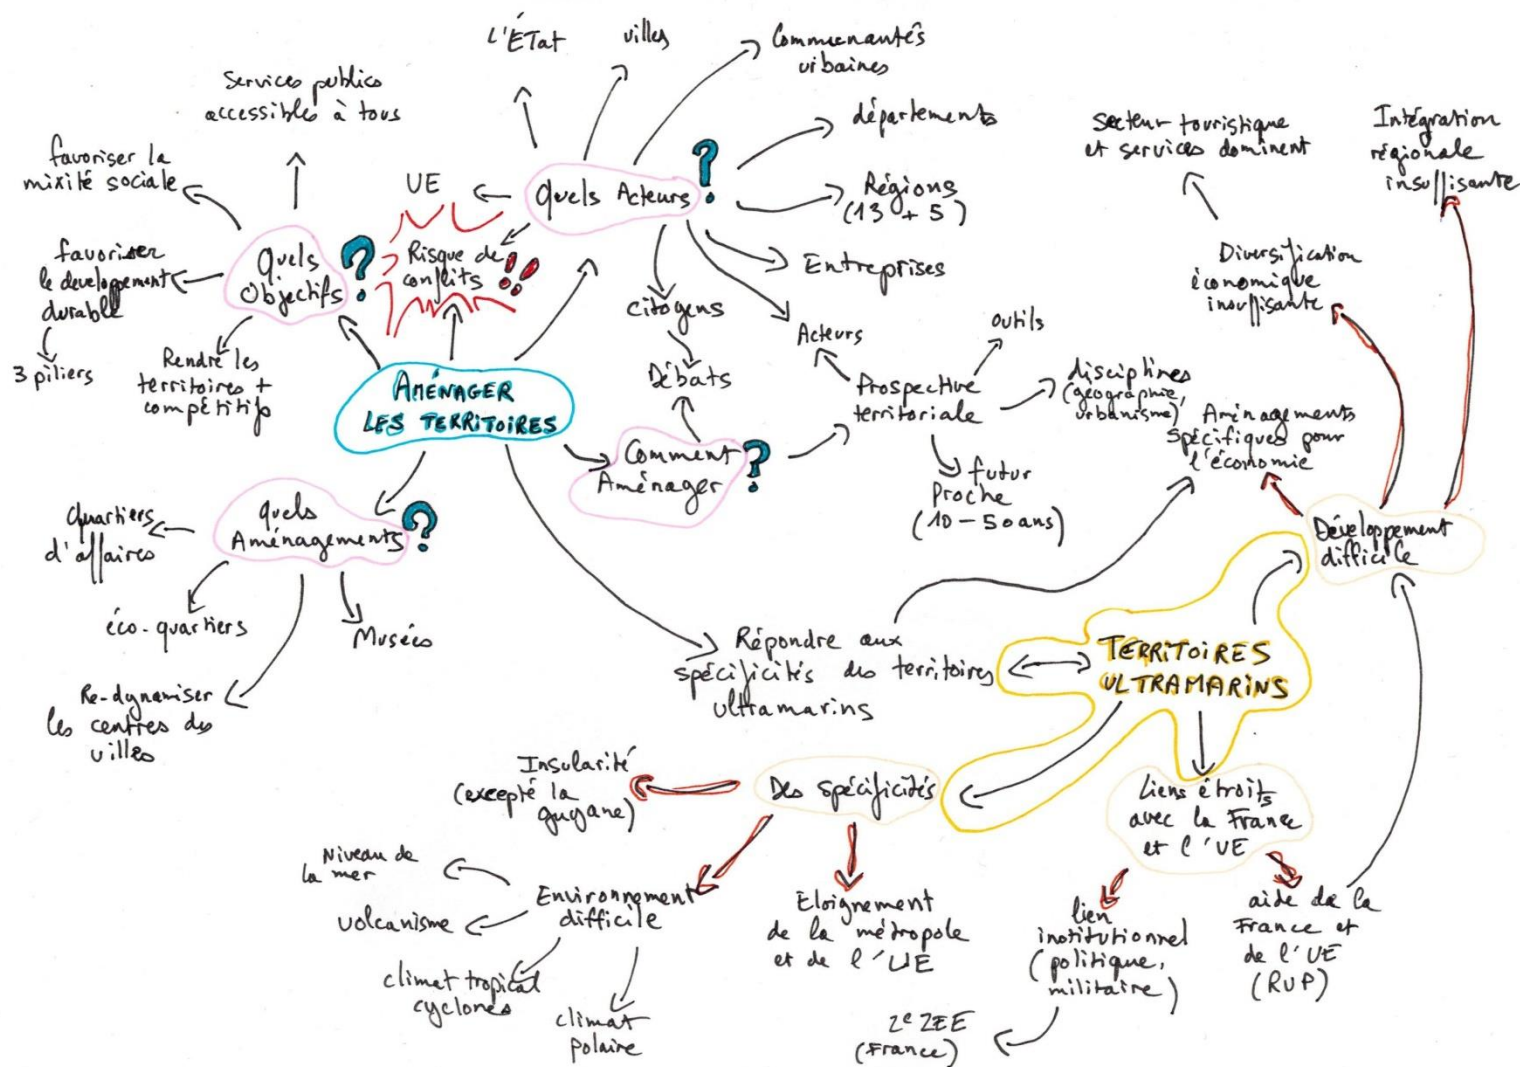 L'ÉTat
villes
Communautés
urbaines
Services publics
accessibles à tous
départements
secteur touristique
et services dominent
Intégration
régionale
insuffisante
favoriser la
mixité sociale
UE
Quels Acteurs ?
Régions
(13 + 5)
favoriser
le developpement
durable
Quels
Objectifs ?
Risque de
conflits !!
Entreprises
Diversification
économique
insuffisante
3 piliers
Rendre les
territoires +
compétitifs
citoyens
Acteurs
outils
AMÉNAGER
LES TERRITOIRES
Débats
Prospective
territoriale
disciplines
(géographie,
urbanisme)
Aménagements
spécifiques pour
l'économie
Comment
Aménager ?
futur
Proche
(10 - 50 ans)
quels
Aménagements ?
Quartiers
d'affaires
éco-quartiers
Musées
Re-dynamiser
les centres des
villes
Développement
difficile
Répondre aux
spécificités des territoires
ultramarins
TERRITOIRES
ULTRAMARINS
Insularité
(excepté la
guyane)
Des spécificités
Liens étroits
avec la France
et l'UE
Niveau de
la mer
volcanisme
Environnement
difficile
climat tropical
cyclones
climat
polaire
Eloignement
de la métropole
et de l'UE
lien
institutionnel
(politique,
militaire)
aide de la
France et
de l'UE
(RUP)
2e ZEE
(France)